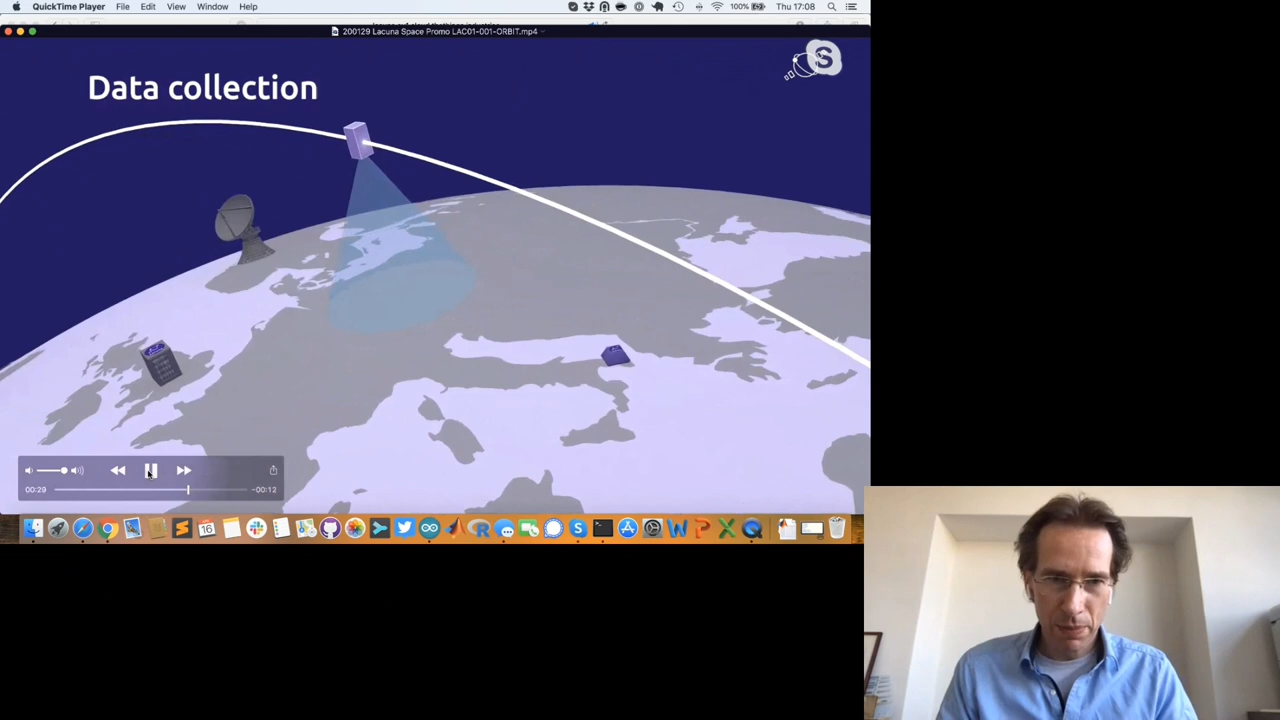 QuickTime Player File Edit View Window Help 100% Thu 17:08
200129 Lacuna Space Promo LAC01-001-ORBIT.mp4
S
Data collection
00:29 -00:12
16